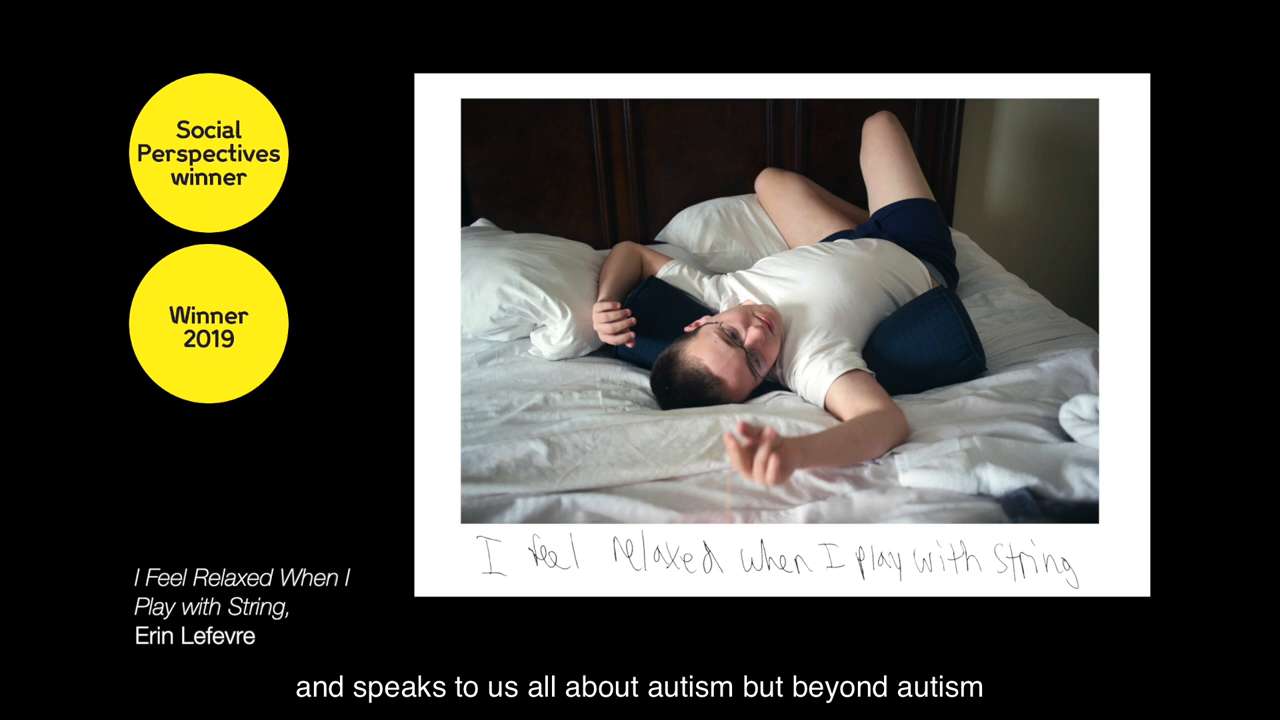 Social
Perspectives
winner
Winner
2019
I feel relaxed when I play with string
I Feel Relaxed When I
Play with String,
Erin Lefevre
and speaks to us all about autism but beyond autism